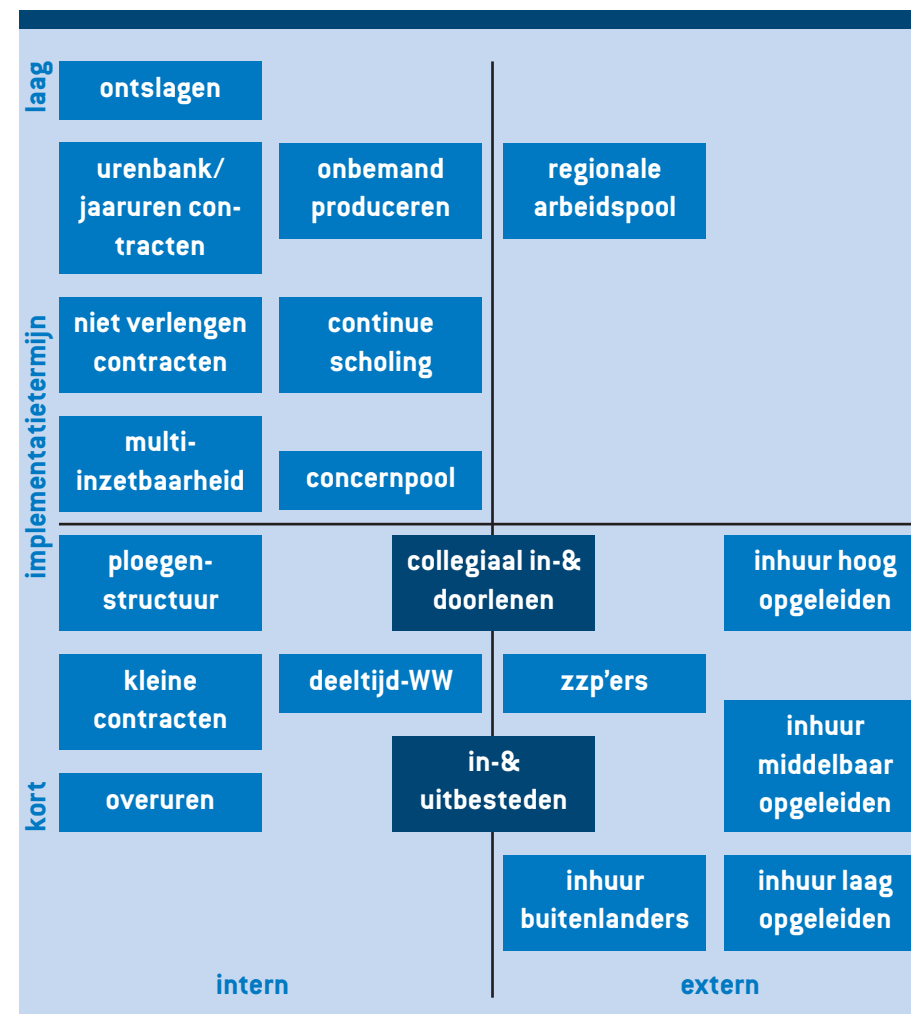 laag
ontslagen
urenbank/
jaaruren con-
tracten
onbemand
produceren
regionale
arbeidspool
implementatietermijn
niet verlengen
contracten
continue
scholing
multi-
inzetbaarheid
concernpool
ploegen-
structuur
collegiaal in-&
doorlenen
inhuur hoog
opgeleiden
kleine
contracten
deeltijd-WW
zzp'ers
inhuur
middelbaar
opgeleiden
kort
overuren
in-&
uitbesteden
inhuur
buitenlanders
inhuur laag
opgeleiden
intern
extern